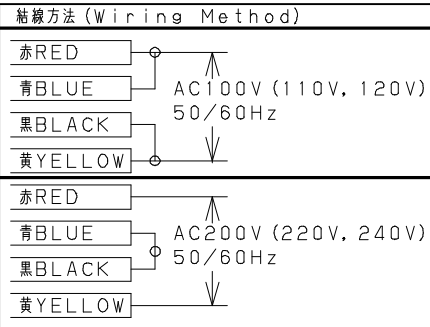 結線方法(Wiring Method)
赤RED
青BLUE
AC100V(110V, 120V)
50/60Hz
黒BLACK
黄YELLOW
赤RED
青BLUE
AC200V(220V, 240V)
50/60Hz
黒BLACK
黄YELLOW